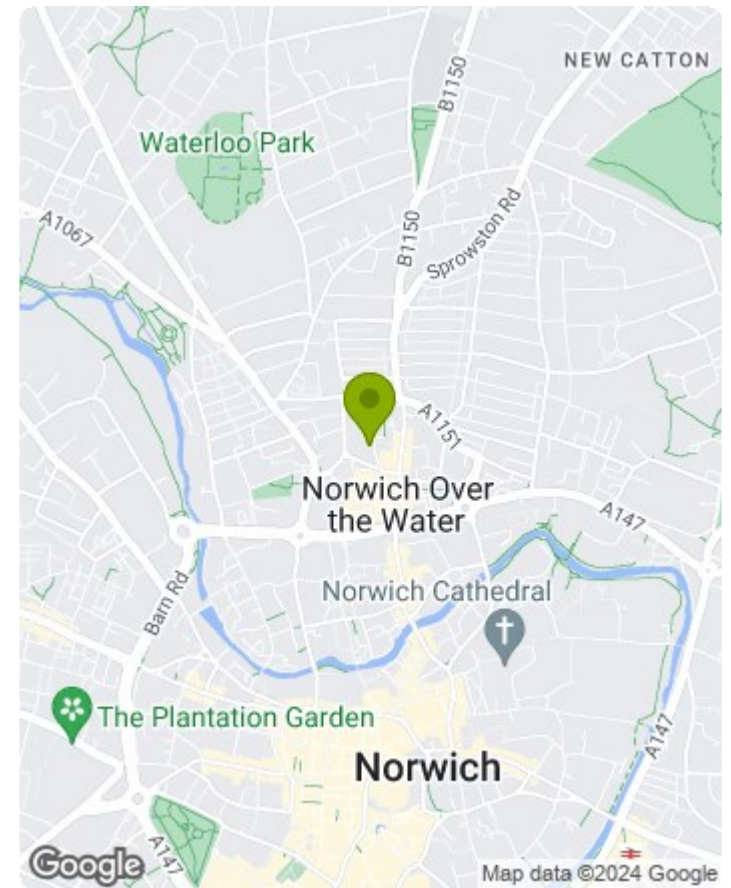 NEW CATTON
B1150
Waterloo Park
A1067
B1150
Sprowston Rd
A1151
Norwich Over
the Water
A147
Norwich Cathedral
Barn Rd
The Plantation Garden
A147
Norwich
A147
Google
Map data ©2024 Google